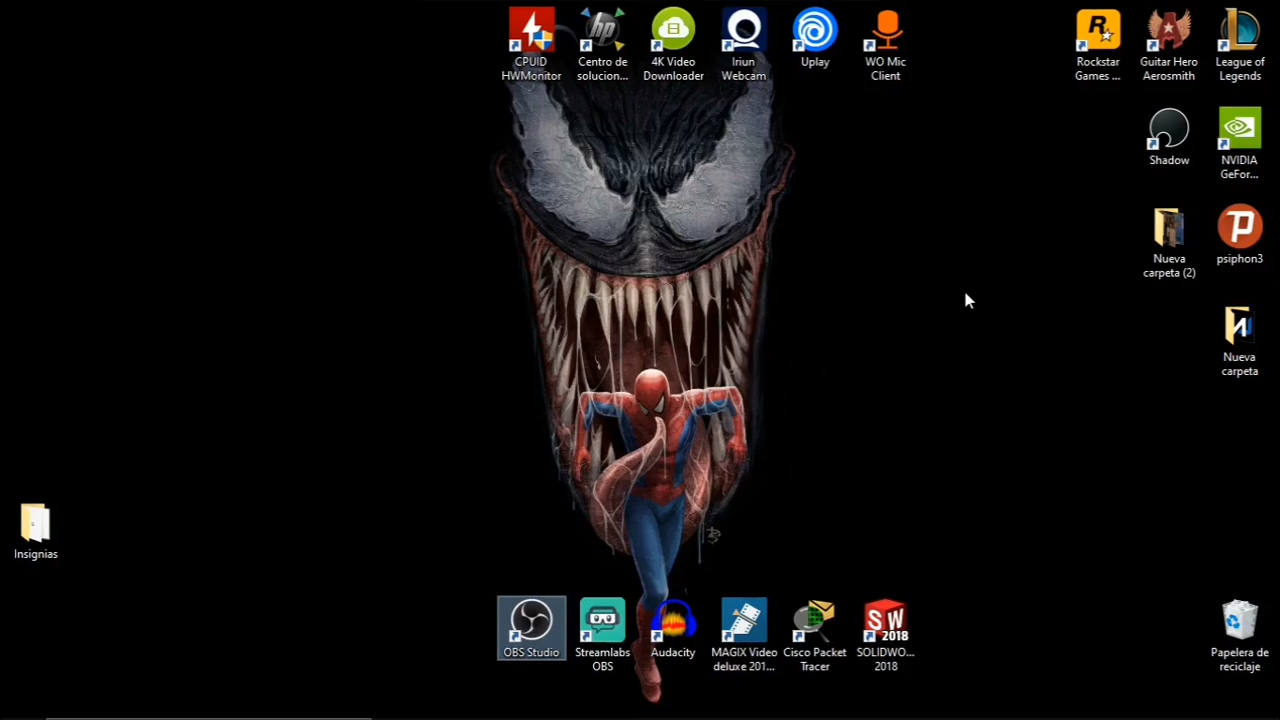 CPUID
HWMonitor
Centro de
solucion...
4K Video
Downloader
Iriun
Webcam
Uplay
WO Mic
Client
Rockstar
Games ...
Guitar Hero
Aerosmith
League of
Legends
Shadow
NVIDIA
GeFor...
Nueva
carpeta (2)
psiphon3
Nueva
carpeta
Insignias
OBS Studio
Streamlabs
OBS
Audacity
MAGIX Video
deluxe 201...
Cisco Packet
Tracer
SW
2018
SOLIDWO...
2018
Papelera de
reciclaje